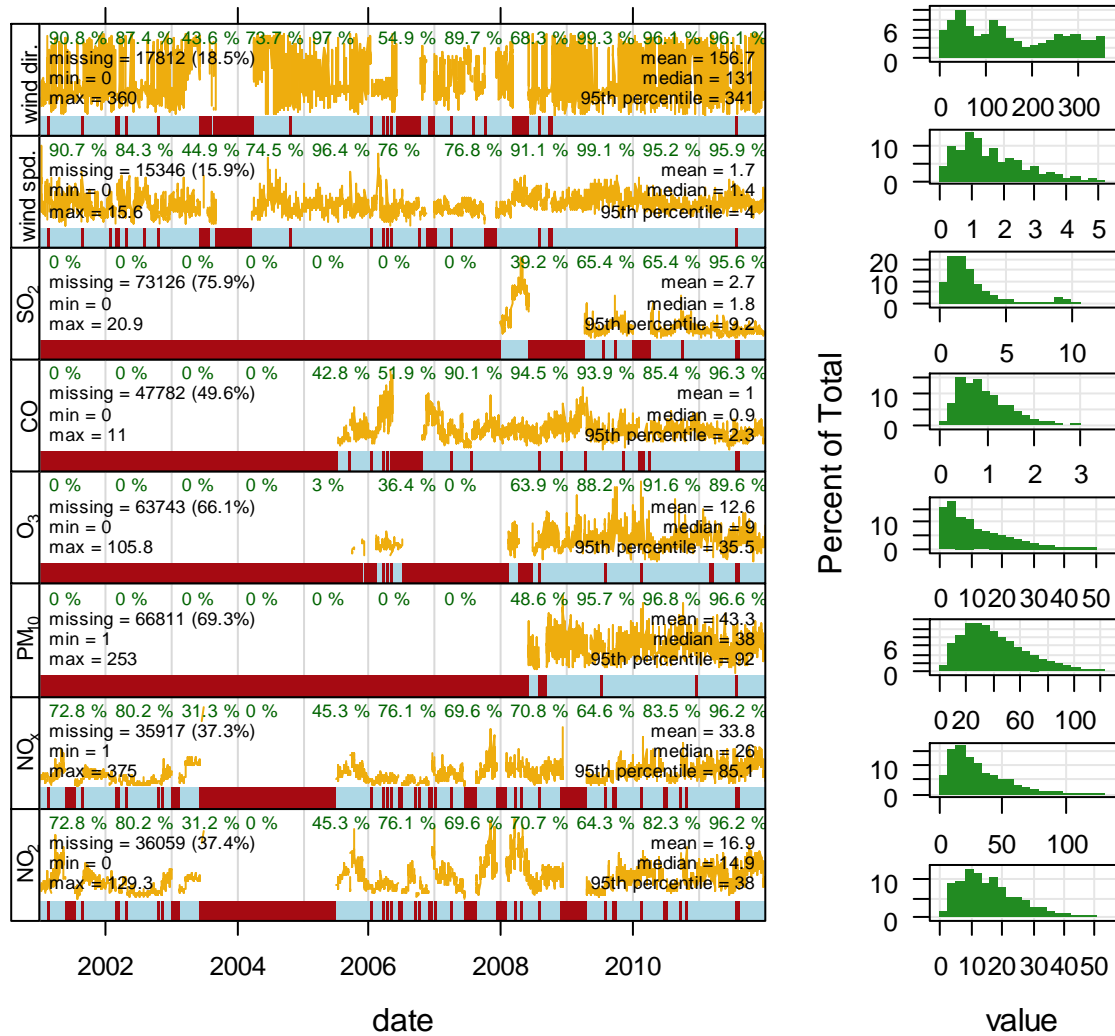 wind dir.
90.8 % 87.4 % 43.6 % 73.7 % 97 % 54.9 % 89.7 % 68.3 % 99.3 % 96.1 % 96.1 %
missing = 17812 (18.5%)
min = 0
max = 360
mean = 156.7
median = 131
95th percentile = 341
wind spd.
90.7 % 84.3 % 44.9 % 74.5 % 96.4 % 76 % 76.8 % 91.1 % 99.1 % 95.2 % 95.9 %
missing = 15346 (15.9%)
min = 0
max = 15.6
mean = 1.7
median = 1.4
95th percentile = 4
SO2
0 % 0 % 0 % 0 % 0 % 0 % 0 % 39.2 % 65.4 % 65.4 % 95.6 %
missing = 73126 (75.9%)
min = 0
max = 20.9
mean = 2.7
median = 1.8
95th percentile = 9.2
CO
0 % 0 % 0 % 0 % 42.8 % 51.9 % 90.1 % 94.5 % 93.9 % 85.4 % 96.3 %
missing = 47782 (49.6%)
min = 0
max = 11
mean = 1
median = 0.9
95th percentile = 2.3
O3
0 % 0 % 0 % 0 % 3 % 36.4 % 0 % 63.9 % 88.2 % 91.6 % 89.6 %
missing = 63743 (66.1%)
min = 0
max = 105.8
mean = 12.6
median = 9
95th percentile = 35.5
PM10
0 % 0 % 0 % 0 % 0 % 0 % 0 % 48.6 % 95.7 % 96.8 % 96.6 %
missing = 66811 (69.3%)
min = 1
max = 253
mean = 43.3
median = 38
95th percentile = 92
NOx
72.8 % 80.2 % 31.3 % 0 % 45.3 % 76.1 % 69.6 % 70.8 % 64.6 % 83.5 % 96.2 %
missing = 35917 (37.3%)
min = 1
max = 375
mean = 33.8
median = 26
95th percentile = 85.1
NO2
72.8 % 80.2 % 31.2 % 0 % 45.3 % 76.1 % 69.6 % 70.7 % 64.3 % 82.3 % 96.2 %
missing = 36059 (37.4%)
min = 0
max = 129.3
mean = 16.9
median = 14.9
95th percentile = 38
2002 2004 2006 2008 2010
date
Percent of Total
6
0
0 100 200 300
10
0
0 1 2 3 4 5
20
10
0
0 5 10
10
0
0 1 2 3
10
0
0 10 20 30 40 50
6
0
0 20 60 100
10
0
0 50 100
10
0
0 10 20 30 40 50
value